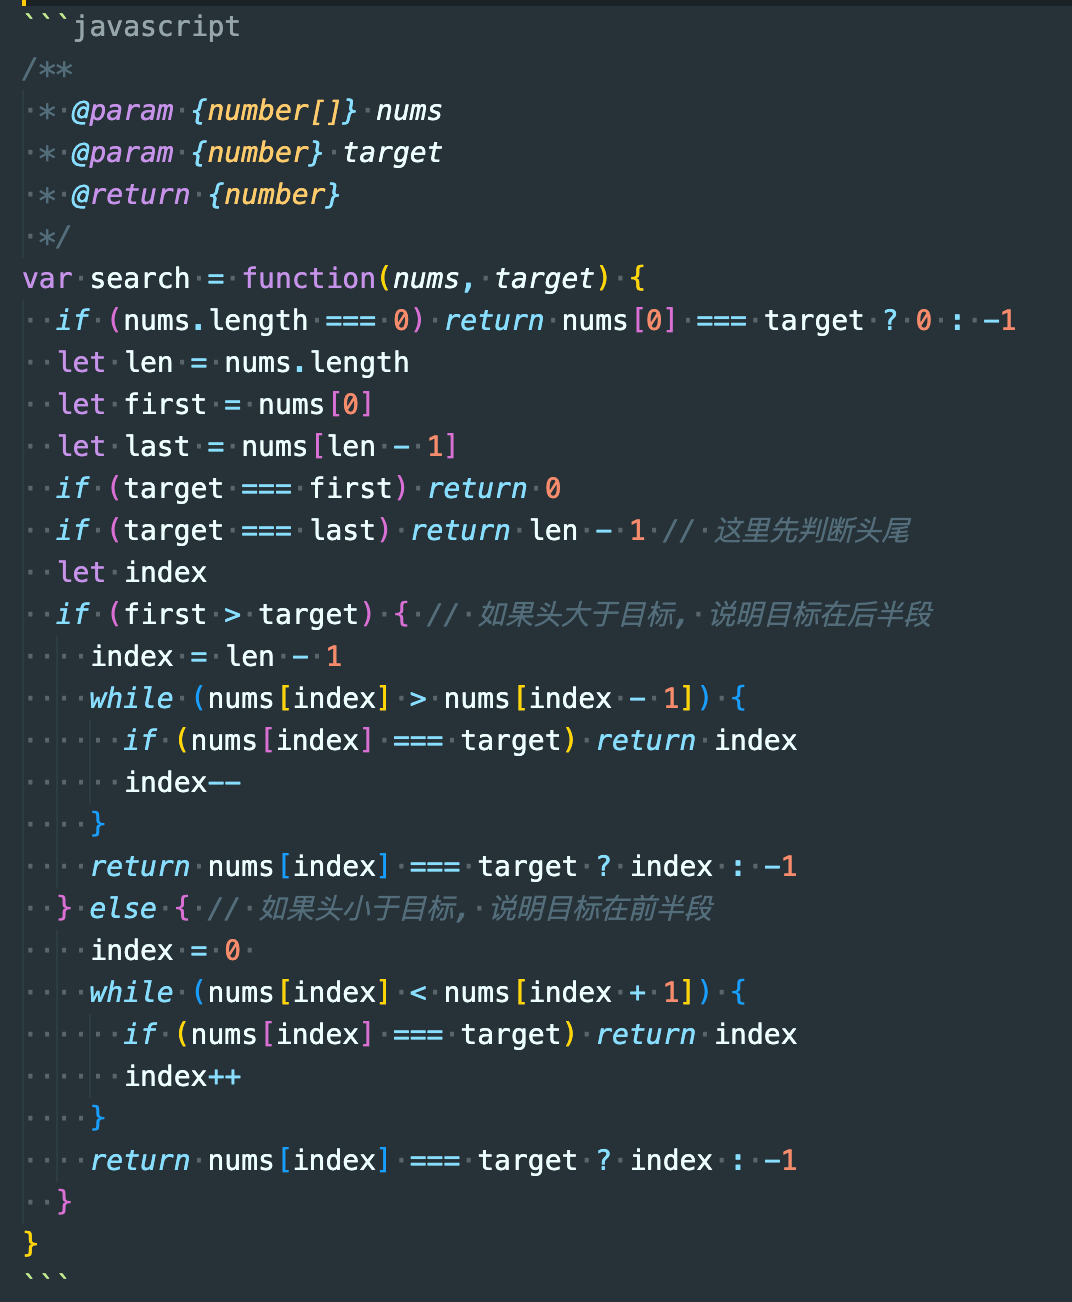 ```javascript
/**
 * @param {number[]} nums
 * @param {number} target
 * @return {number}
 */
var search = function(nums, target) {
  if (nums.length === 0) return nums[0] === target ? 0 : -1
  let len = nums.length
  let first = nums[0]
  let last = nums[len - 1]
  if (target === first) return 0
  if (target === last) return len - 1 // 这里先判断头尾
  let index
  if (first > target) { // 如果头大于目标, 说明目标在后半段
    index = len - 1
    while (nums[index] > nums[index - 1]) {
      if (nums[index] === target) return index
      index--
    }
    return nums[index] === target ? index : -1
  } else { // 如果头小于目标, 说明目标在前半段
    index = 0 
    while (nums[index] < nums[index + 1]) {
      if (nums[index] === target) return index
      index++
    }
    return nums[index] === target ? index : -1
  }
}
```